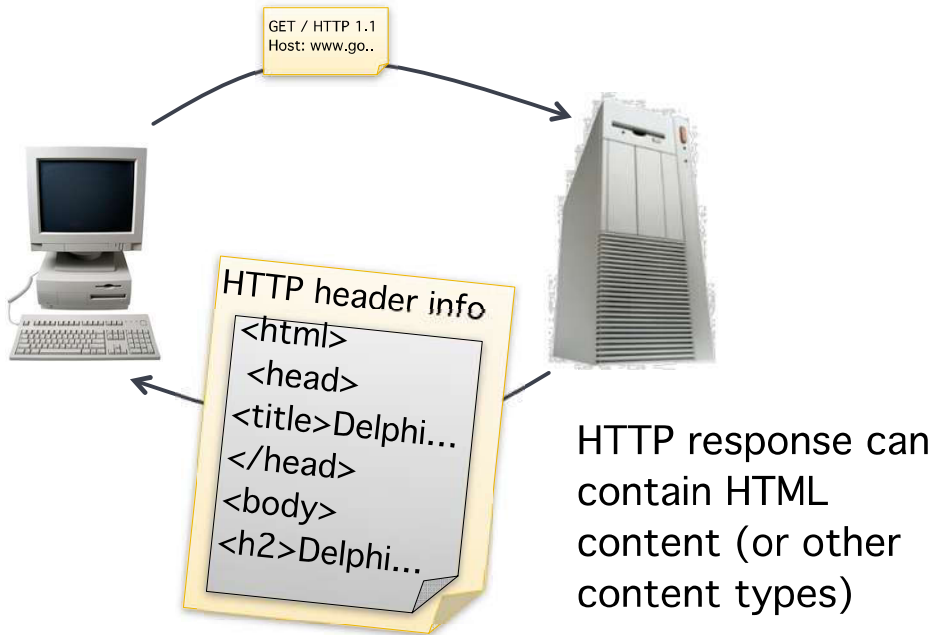 GET / HTTP 1.1
Host: www.go..
HTTP header info
<html>
<head>
<title>Delphi...
</head>
<body>
<h2>Delphi...
HTTP response can
contain HTML
content (or other
content types)